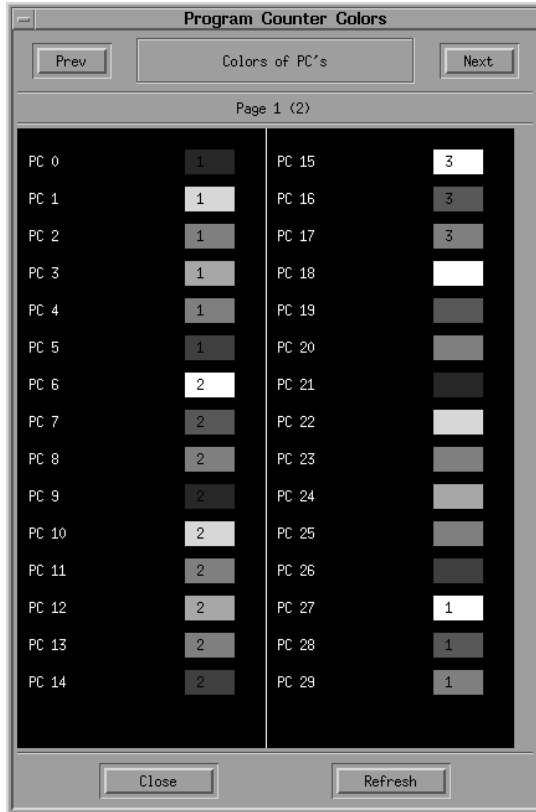 Program Counter Colors
Prev
Colors of PC's
Next
Page 1 (2)
PC 0 1
PC 1 1
PC 2 1
PC 3 1
PC 4 1
PC 5 1
PC 6 2
PC 7 2
PC 8 2
PC 9 2
PC 10 2
PC 11 2
PC 12 2
PC 13 2
PC 14 2
PC 15 3
PC 16 3
PC 17 3
PC 18
PC 19
PC 20
PC 21
PC 22
PC 23
PC 24
PC 25
PC 26
PC 27 1
PC 28 1
PC 29 1
Close
Refresh